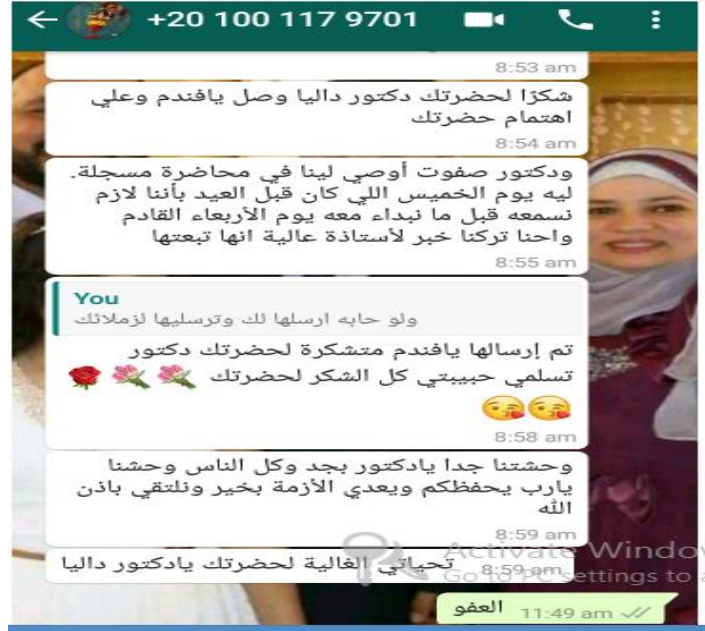 +20 100 117 9701
8:53 am
شكرًا لحضرتك دكتور داليا وصل يافندم وعلي
اهتمام حضرتك
8:54 am
ودكتور صفوت أوصي لينا في محاضرة مسجلة.
ليه يوم الخميس اللي كان قبل العيد بأننا لازم
نسمعه قبل ما نبداء معه يوم الأربعاء القادم
واحنا تركنا خبر لأستاذة عالية انها تبعتها
8:55 am
You
ولو حابه ارسلها لك وترسليها لزملائك
تم إرسالها يافندم متشكرة لحضرتك دكتور
تسلمي حبيبتي كل الشكر لحضرتك 💐 💐 🌹
😘😘
8:58 am
وحشتنا جدا يادكتور بجد وكل الناس وحشنا
يارب يحفظكم ويعدي الأزمة بخير ونلتقي باذن
الله
8:59 am
Activate Windo
تحياتي الغالية لحضرتك يادكتور داليا 8:59 am
Go to PC settings to a
العفو 11:49 am